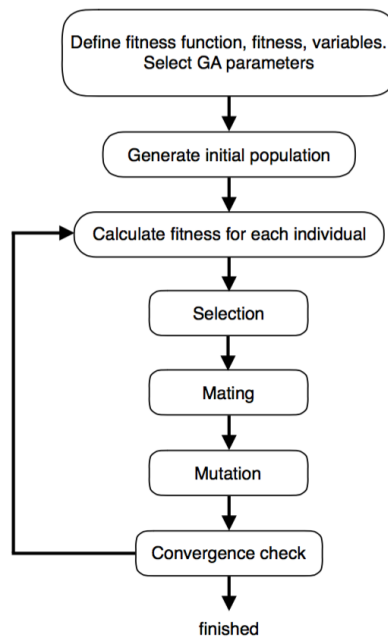 Define fitness function, fitness, variables.
Select GA parameters
Generate initial population
Calculate fitness for each individual
Selection
Mating
Mutation
Convergence check
finished